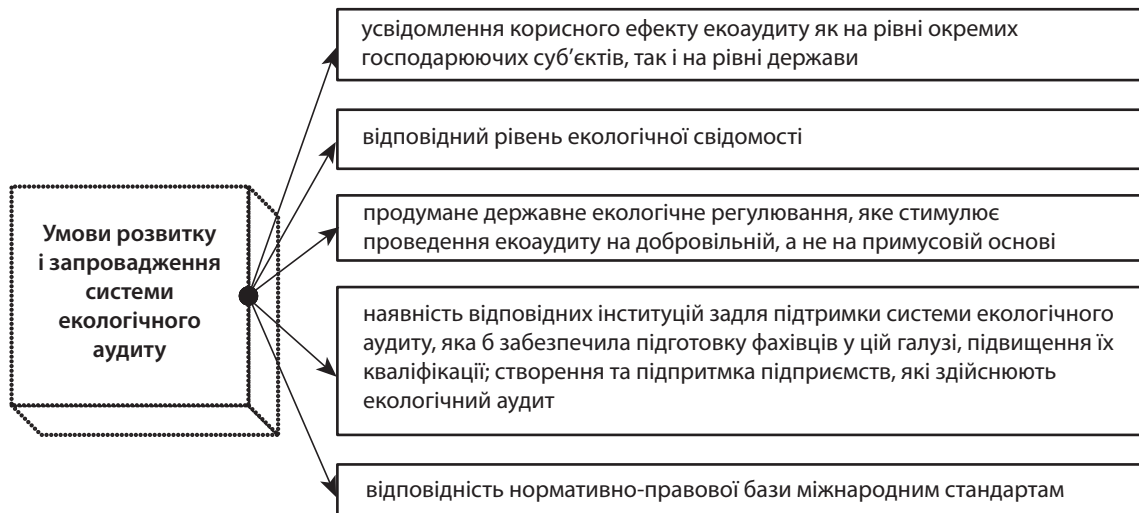 усвідомлення корисного ефекту екоаудиту як на рівні окремих
господарюючих суб’єктів, так і на рівні держави
відповідний рівень екологічної свідомості
Умови розвитку
і запровадження
системи
екологічного
аудиту
продумане державне екологічне регулювання, яке стимулює
проведення екоаудиту на добровільній, а не на примусовій основі
наявність відповідних інституцій задля підтримки системи екологічного
аудиту, яка б забезпечила підготовку фахівців у цій галузі, підвищення їх
кваліфікації; створення та підпритмка підприємств, які здійснюють
екологічний аудит
відповідність нормативно-правової бази міжнародним стандартам